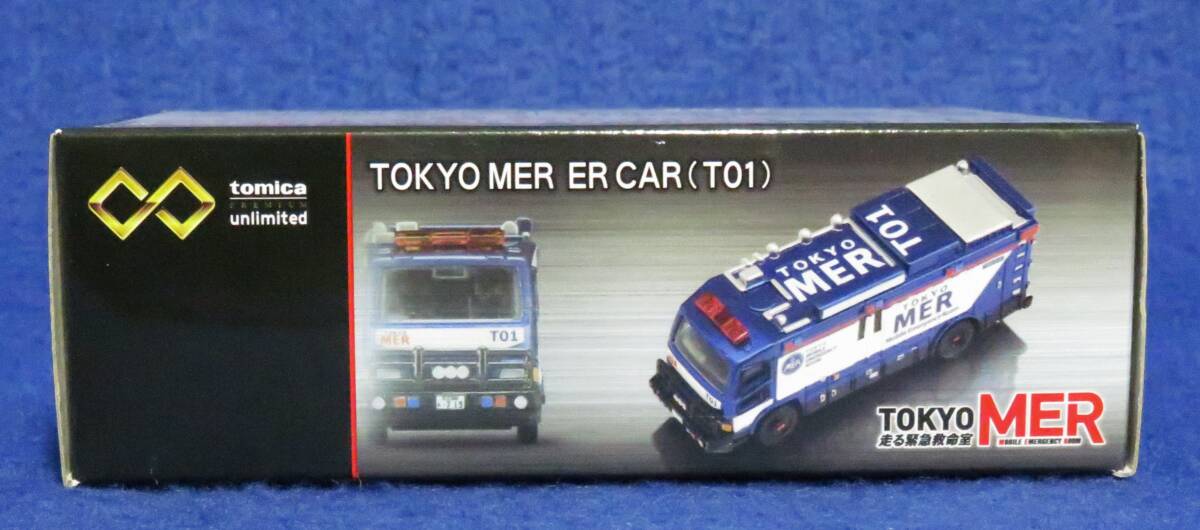 tomica
PREMIUM
unlimited
TOKYO MER ER CAR(T01)
MER
T01
TOKYO
MER
T01
TOKYO
MER
T01
TOKYO MER
走る緊急救命室
MOBILE EMERGENCY ROOM